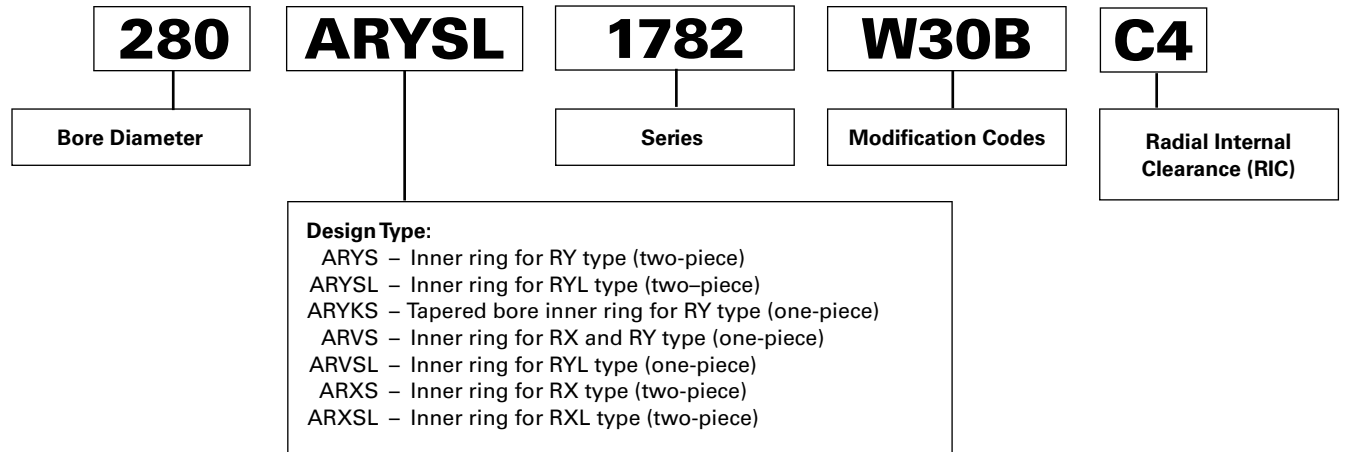 280 ARYSL 1782 W30B C4
Bore Diameter
Series
Modification Codes
Radial Internal
Clearance (RIC)
Design Type:
ARYS – Inner ring for RY type (two-piece)
ARYSL – Inner ring for RYL type (two–piece)
ARYKS – Tapered bore inner ring for RY type (one-piece)
ARVS – Inner ring for RX and RY type (one-piece)
ARVSL – Inner ring for RYL type (one-piece)
ARXS – Inner ring for RX type (two-piece)
ARXSL – Inner ring for RXL type (two-piece)